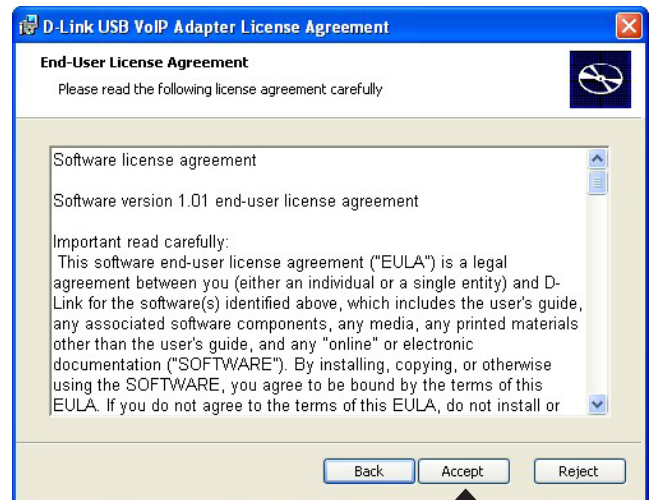 D-Link USB VoIP Adapter License Agreement
End-User License Agreement
Please read the following license agreement carefully
Software license agreement
Software version 1.01 end-user license agreement
Important read carefully:
This software end-user license agreement ("EULA") is a legal
agreement between you (either an individual or a single entity) and D-
Link for the software(s) identified above, which includes the user's guide,
any associated software components, any media, any printed materials
other than the user's guide, and any "online" or electronic
documentation ("SOFTWARE"). By installing, copying, or otherwise
using the SOFTWARE, you agree to be bound by the terms of this
EULA. If you do not agree to the terms of this EULA, do not install or
Back Accept Reject